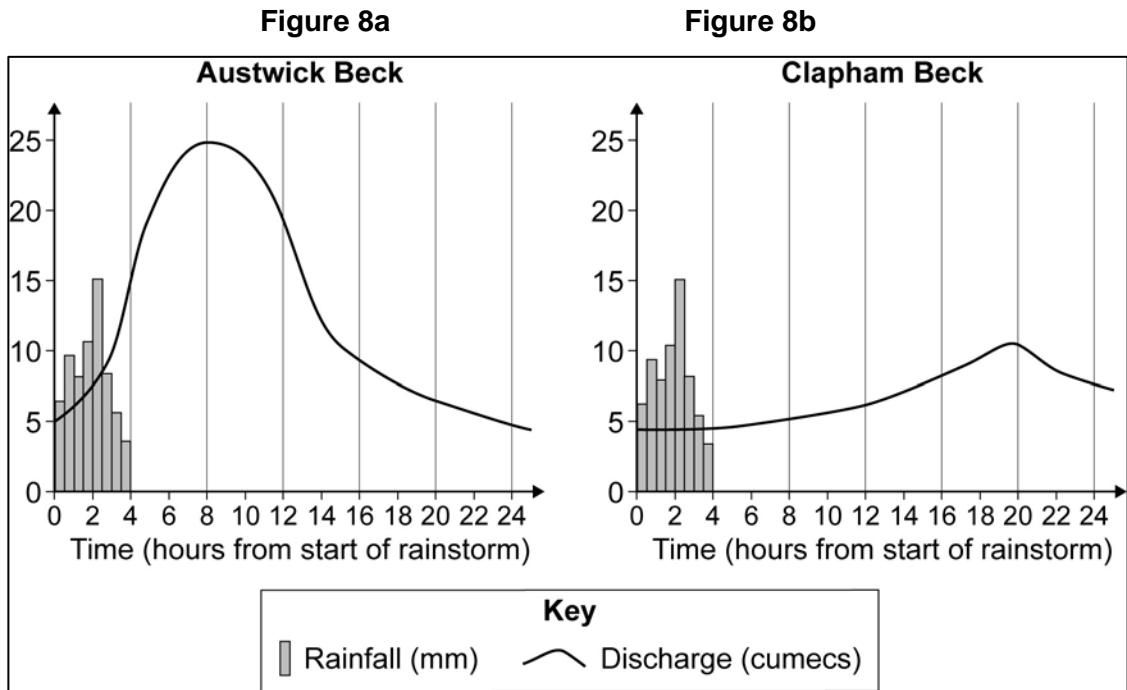 Figure 8a
Figure 8b
Austwick Beck
25
20
15
10
5
0
0 2 4 6 8 10 12 14 16 18 20 22 24
Time (hours from start of rainstorm)
Clapham Beck
25
20
15
10
5
0
0 2 4 6 8 10 12 14 16 18 20 22 24
Time (hours from start of rainstorm)
Key
Rainfall (mm)
Discharge (cumecs)